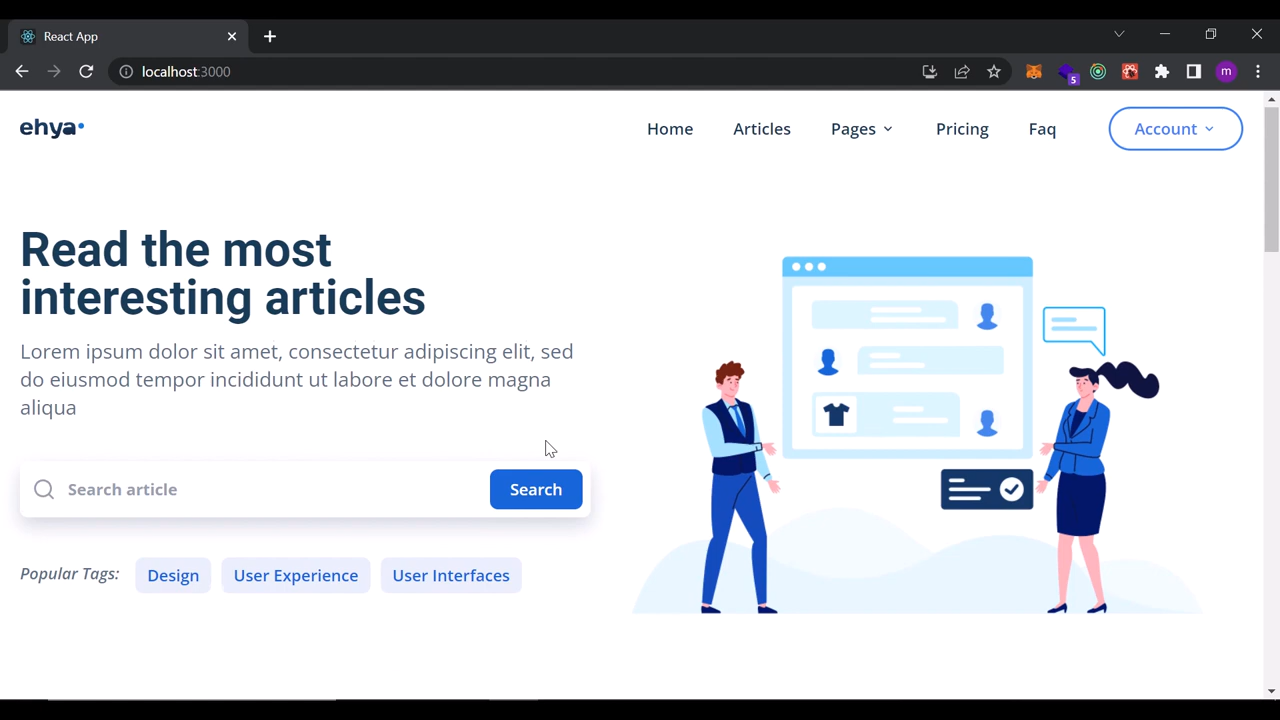 React App
localhost:3000
5
m
ehya
Home
Articles
Pages
Pricing
Faq
Account
Read the most
interesting articles
Lorem ipsum dolor sit amet, consectetur adipiscing elit, sed
do eiusmod tempor incididunt ut labore et dolore magna
aliqua
Search article
Search
Popular Tags:
Design
User Experience
User Interfaces